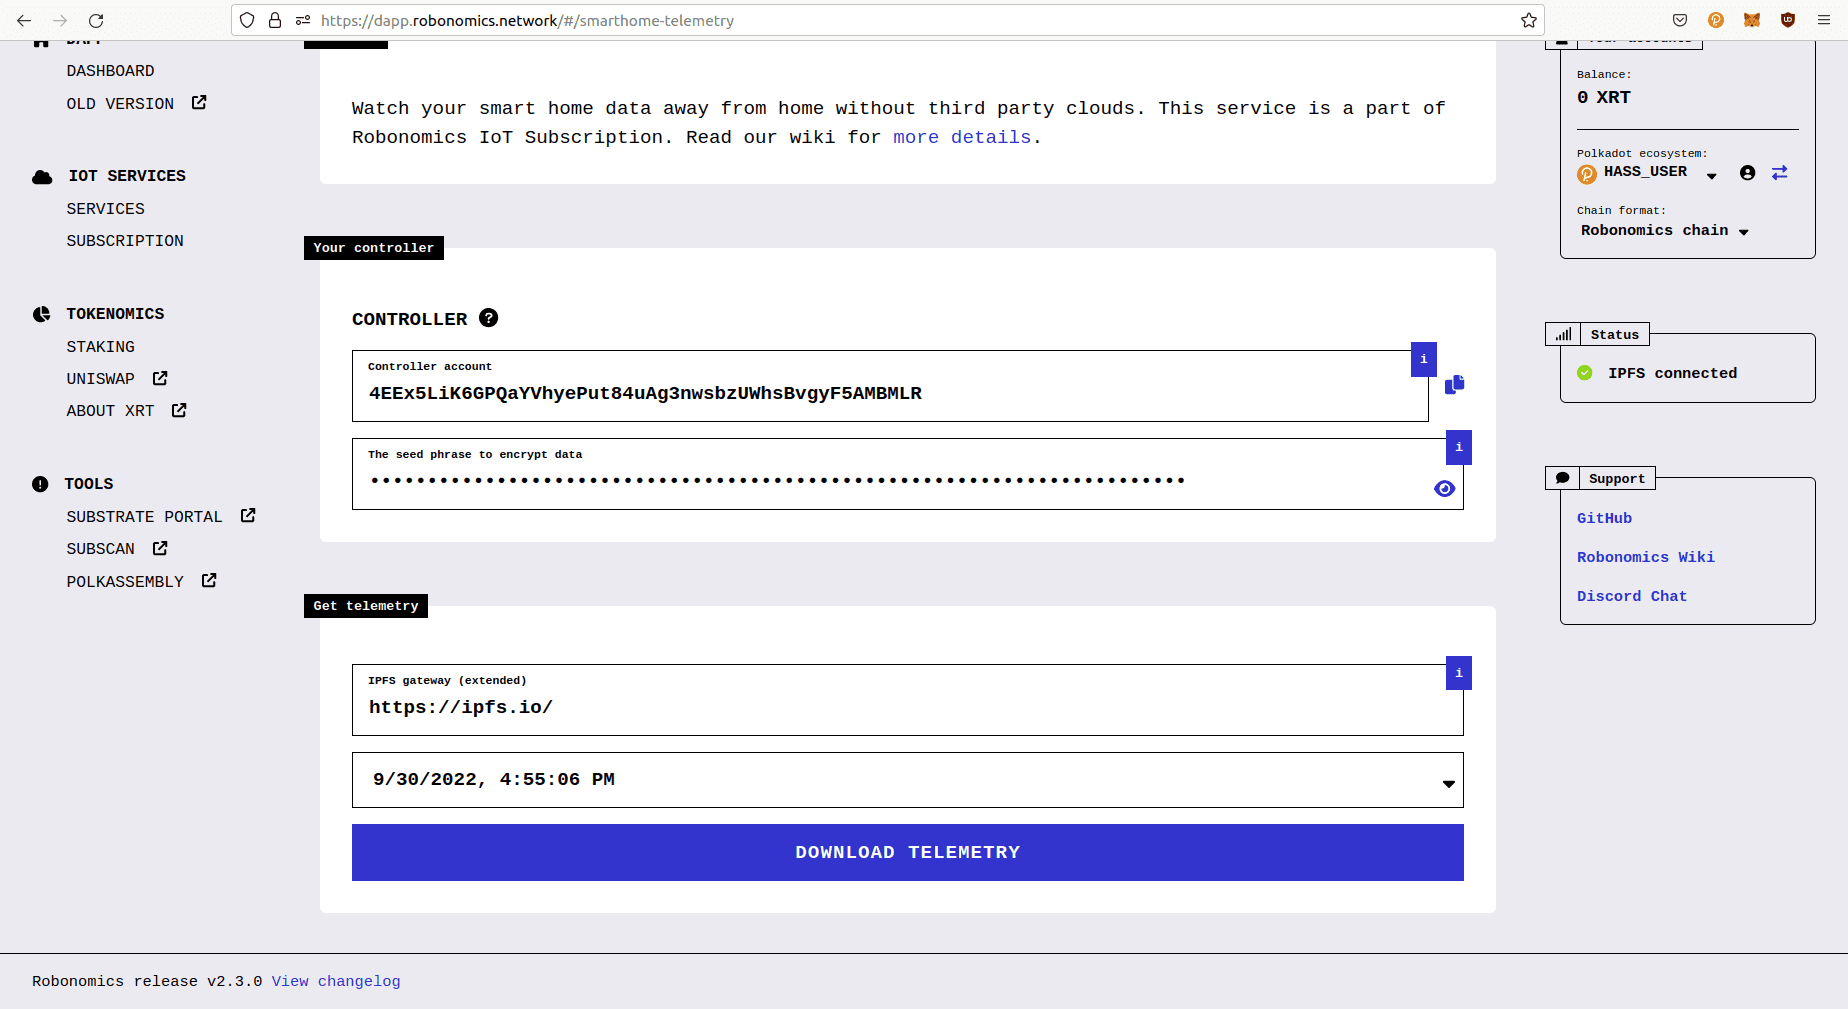 https://dapp.robonomics.network/#/smarthome-telemetry
DAPP
DASHBOARD
OLD VERSION
IOT SERVICES
SERVICES
SUBSCRIPTION
TOKENOMICS
STAKING
UNISWAP
ABOUT XRT
TOOLS
SUBSTRATE PORTAL
SUBSCAN
POLKASSEMBLY
Watch your smart home data away from home without third party clouds. This service is a part of
Robonomics IoT Subscription. Read our wiki for more details.
Your controller
CONTROLLER ?
Controller account
i
4EEx5LiK6GPQaYVhyePut84uAg3nwsbzUWhsBvgyF5AMBMLR
The seed phrase to encrypt data
i
Get telemetry
IPFS gateway (extended)
i
https://ipfs.io/
9/30/2022, 4:55:06 PM
DOWNLOAD TELEMETRY
Balance:
0 XRT
Polkadot ecosystem:
HASS_USER
Chain format:
Robonomics chain
Status
IPFS connected
Support
GitHub
Robonomics Wiki
Discord Chat
Robonomics release v2.3.0 View changelog